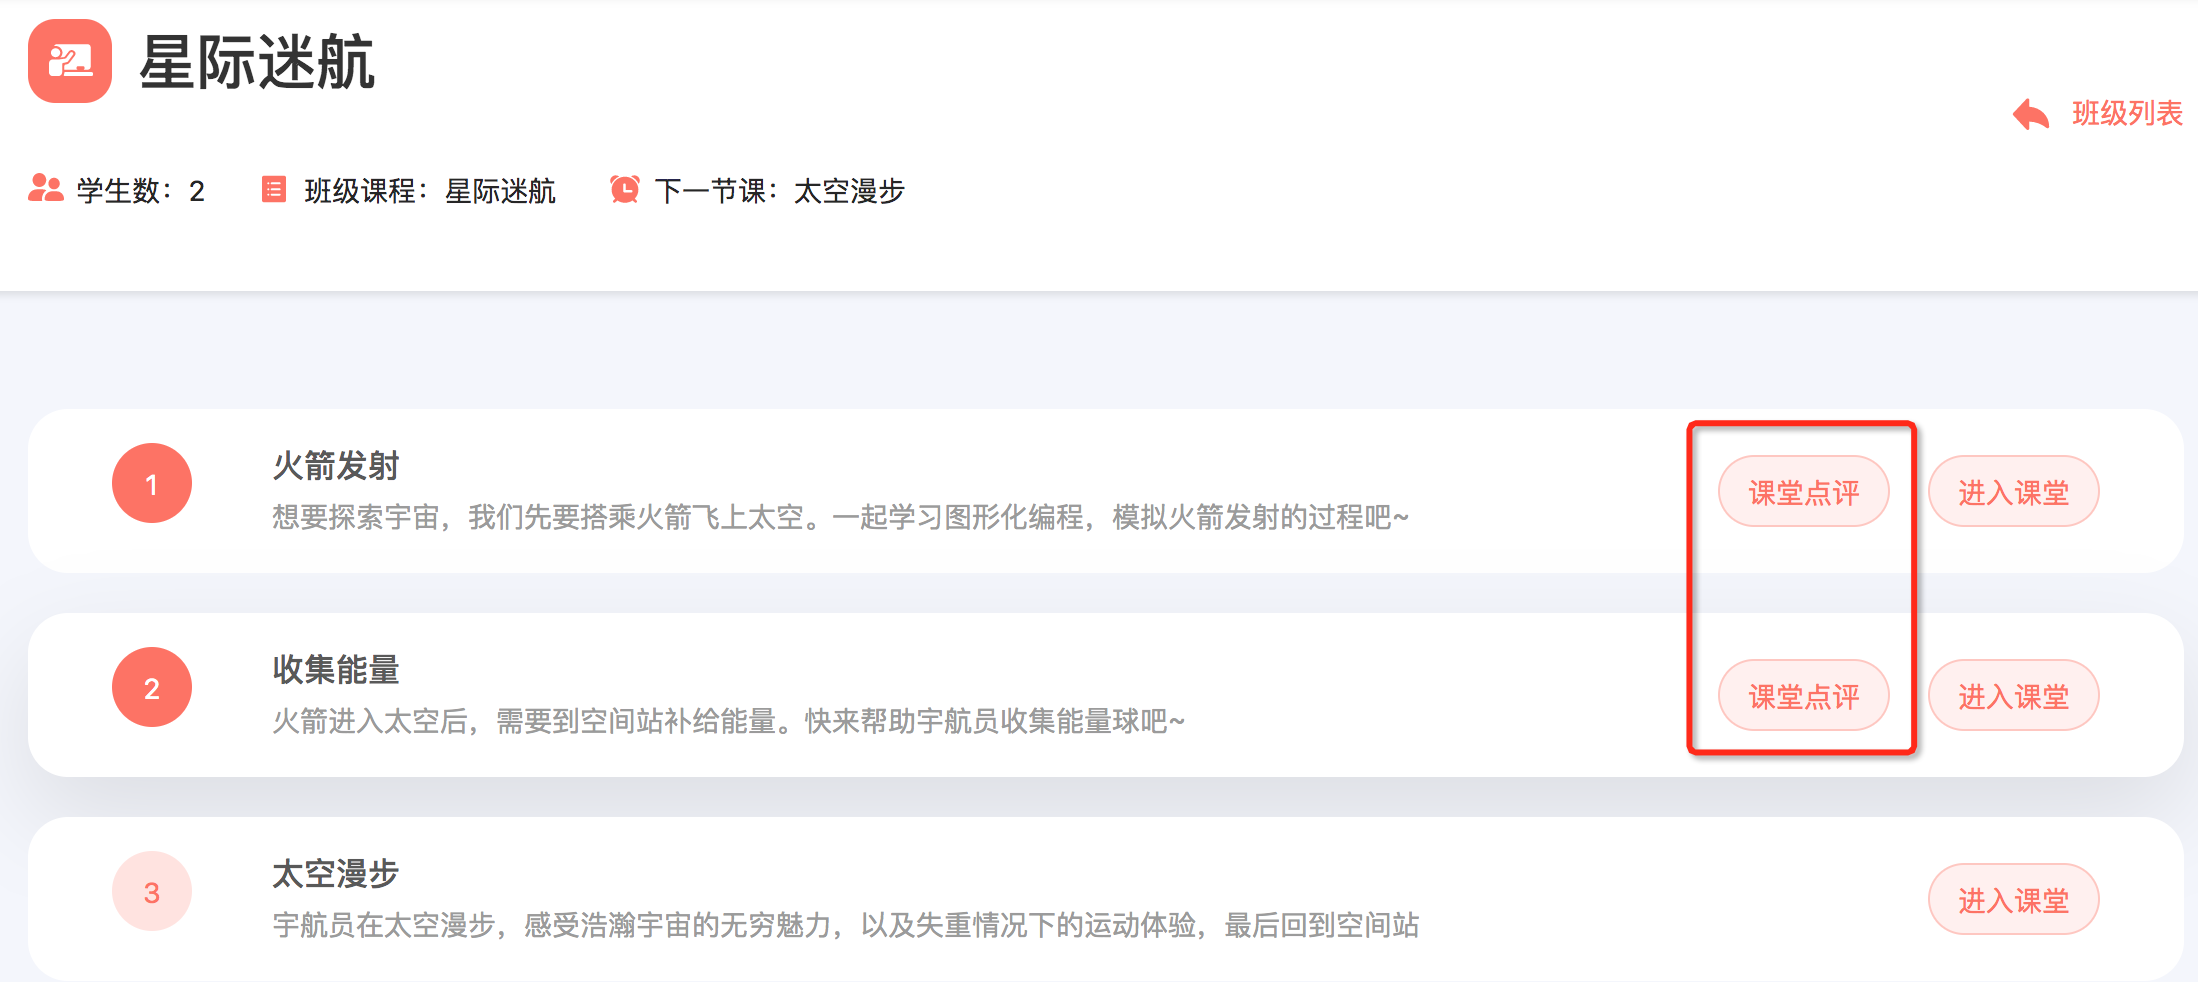 星际迷航
班级列表
学生数：2 班级课程：星际迷航 下一节课：太空漫步
1 火箭发射
想要探索宇宙，我们先要搭乘火箭飞上太空。一起学习图形化编程，模拟火箭发射的过程吧~
课堂点评 进入课堂
2 收集能量
火箭进入太空后，需要到空间站补给能量。快来帮助宇航员收集能量球吧~
课堂点评 进入课堂
3 太空漫步
宇航员在太空漫步，感受浩瀚宇宙的无穷魅力，以及失重情况下的运动体验，最后回到空间站
进入课堂